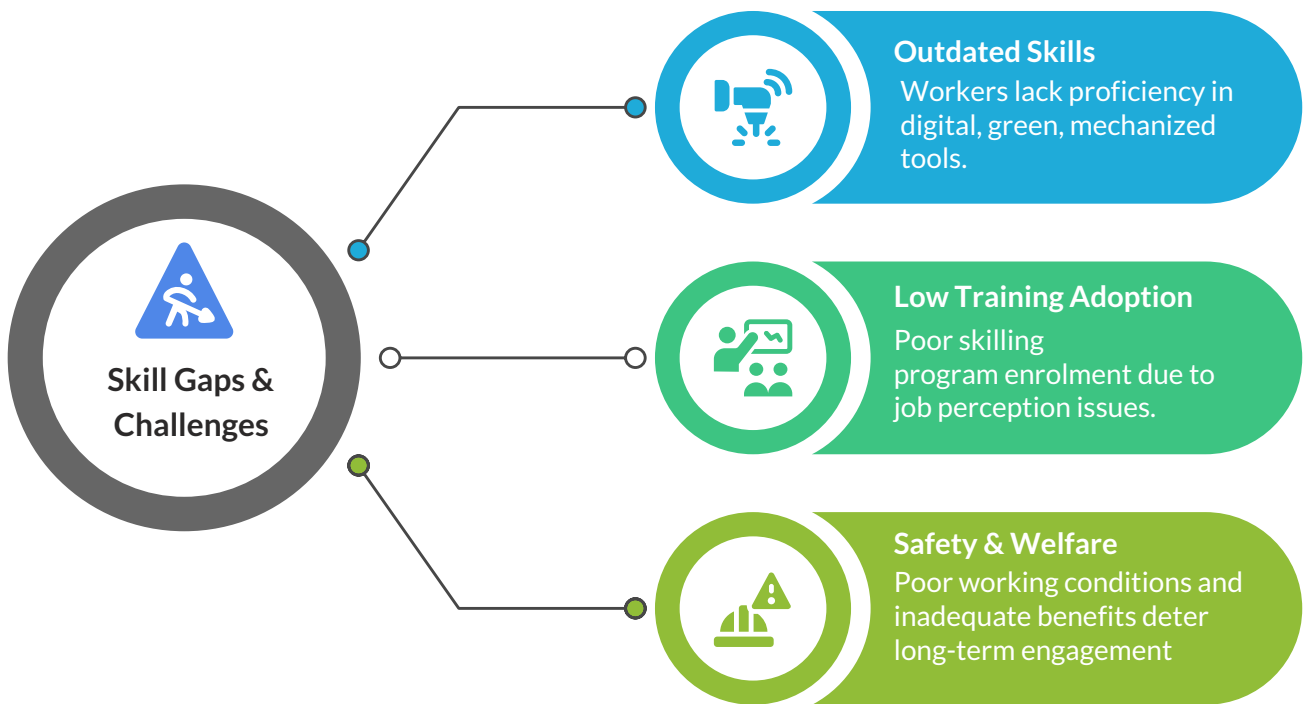 Skill Gaps &
Challenges
Outdated Skills
Workers lack proficiency in
digital, green, mechanized
tools.
Low Training Adoption
Poor skilling
program enrolment due to
job perception issues.
Safety & Welfare
Poor working conditions and
inadequate benefits deter
long-term engagement